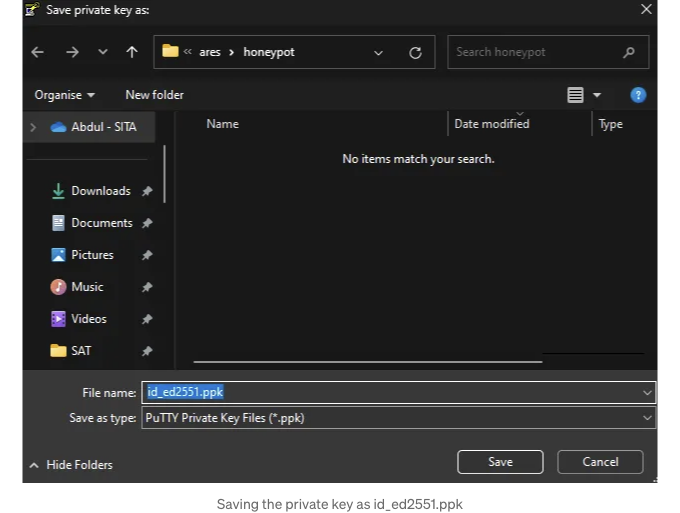 Save private key as:
« ares › honeypot
Search honeypot
Organise
New folder
Abdul - SITA
Name
Date modified
Type
No items match your search.
Downloads
Documents
Pictures
Music
Videos
SAT
File name: id_ed2551.ppk
Save as type: PuTTY Private Key Files (*.ppk)
Hide Folders
Save
Cancel
Saving the private key as id_ed2551.ppk